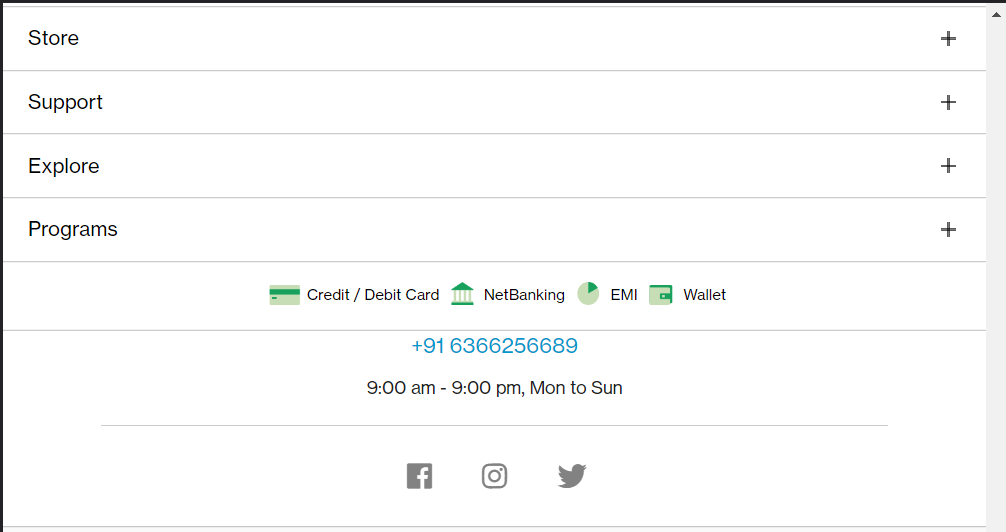 Store
Support
Explore
Programs
Credit / Debit Card NetBanking EMI Wallet
+91 6366256689
9:00 am - 9:00 pm, Mon to Sun